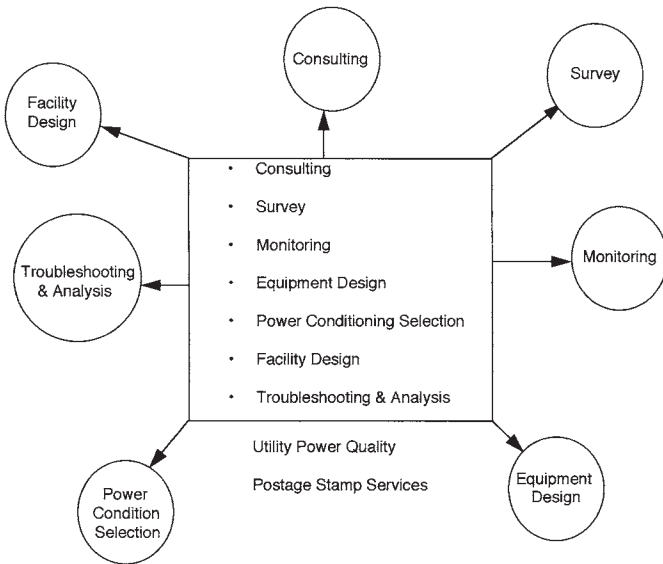 Consulting
Survey
Facility
Design
Monitoring
Troubleshooting
& Analysis
• Consulting
• Survey
• Monitoring
• Equipment Design
• Power Conditioning Selection
• Facility Design
• Troubleshooting & Analysis
Utility Power Quality
Postage Stamp Services
Power
Condition
Selection
Equipment
Design